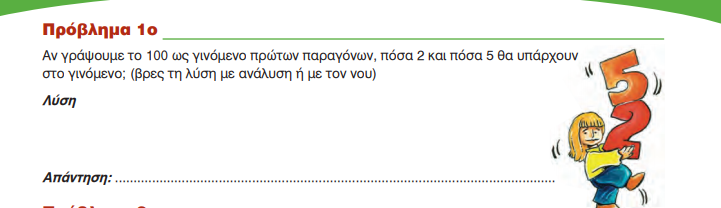 Πρόβλημα 1ο
Αν γράψουμε το 100 ως γινόμενο πρώτων παραγόνων, πόσα 2 και πόσα 5 θα υπάρχουν
στο γινόμενο; (βρες τη λύση με ανάλυση ή με τον νου)
Λύση
5
2
Απάντηση: ..............................................................................................................